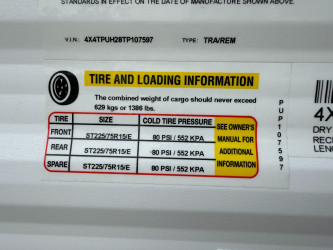 STANDARDS IN EFFECT ON THE DATE OF MANUFACTURE SHOWN ABOVE.
V.I.N.: 4X4TPUH28TP107597 TYPE: TRA/REM
TIRE AND LOADING INFORMATION
The combined weight of cargo should never exceed
629 kgs or 1386 lbs.
TIRE SIZE COLD TIRE PRESSURE SEE OWNER'S MANUAL FOR ADDITIONAL INFORMATION
FRONT ST225/75R15/E 80 PSI / 552 KPA
REAR ST225/75R15/E 80 PSI / 552 KPA
SPARE ST225/75R15/E 80 PSI / 552 KPA
PUP107597
4X
DRY
REC
LENG